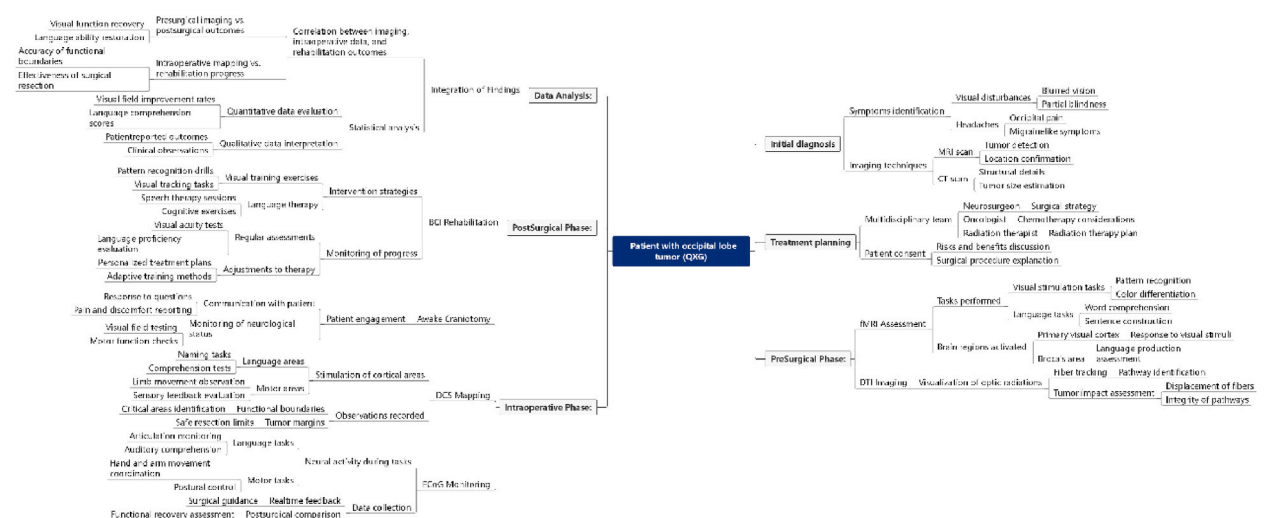 Patient with occipital lobe
tumor (QXG)
Initial diagnosis
Symptoms identification
Visual disturbances
Blurred vision
Partial blindness
Headaches
Occipital pain
Migrainelike symptoms
Imaging techniques
MRI scan
Tumor detection
Location confirmation
CT scan
Structural details
Tumor size estimation
Treatment planning
Multidisciplinary team
Neurosurgeon
Surgical strategy
Oncologist
Chemotherapy considerations
Radiation therapist
Radiation therapy plan
Patient consent
Risks and benefits discussion
Surgical procedure explanation
PreSurgical Phase:
fMRI Assessment
Tasks performed
Visual stimulation tasks
Pattern recognition
Color differentiation
Language tasks
Word comprehension
Sentence construction
Brain regions activated
Primary visual cortex
Response to visual stimuli
Broca's area
Language production
assessment
DTI Imaging
Visualization of optic radiations
Fiber tracking
Pathway identification
Tumor impact assessment
Displacement of fibers
Integrity of pathways
Data Analysis:
Integration of Findings
Correlation between imaging,
intraoperative data, and
rehabilitation outcomes
Presurgical imaging vs.
postsurgical outcomes
Visual function recovery
Language ability restoration
Intraoperative mapping vs.
rehabilitation progress
Accuracy of functional
boundaries
Effectiveness of surgical
resection
Statistical analysis
Quantitative data evaluation
Visual field improvement rates
Language comprehension
scores
Qualitative data interpretation
Patientreported outcomes
Clinical observations
PostSurgical Phase:
BCI Rehabilitation
Intervention strategies
Visual training exercises
Pattern recognition drills
Visual tracking tasks
Language therapy
Speech therapy sessions
Cognitive exercises
Monitoring of progress
Regular assessments
Visual acuity tests
Language proficiency
evaluation
Adjustments to therapy
Personalized treatment plans
Adaptive training methods
Intraoperative Phase:
Awake Craniotomy
Patient engagement
Communication with patient
Response to questions
Pain and discomfort reporting
Monitoring of neurological
status
Visual field testing
Motor function checks
DCS Mapping
Stimulation of cortical areas
Language areas
Naming tasks
Comprehension tests
Motor areas
Limb movement observation
Sensory feedback evaluation
Observations recorded
Functional boundaries
Critical areas identification
Tumor margins
Safe resection limits
ECoG Monitoring
Neural activity during tasks
Language tasks
Articulation monitoring
Auditory comprehension
Motor tasks
Hand and arm movement
coordination
Postural control
Data collection
Realtime feedback
Surgical guidance
Postsurgical comparison
Functional recovery assessment